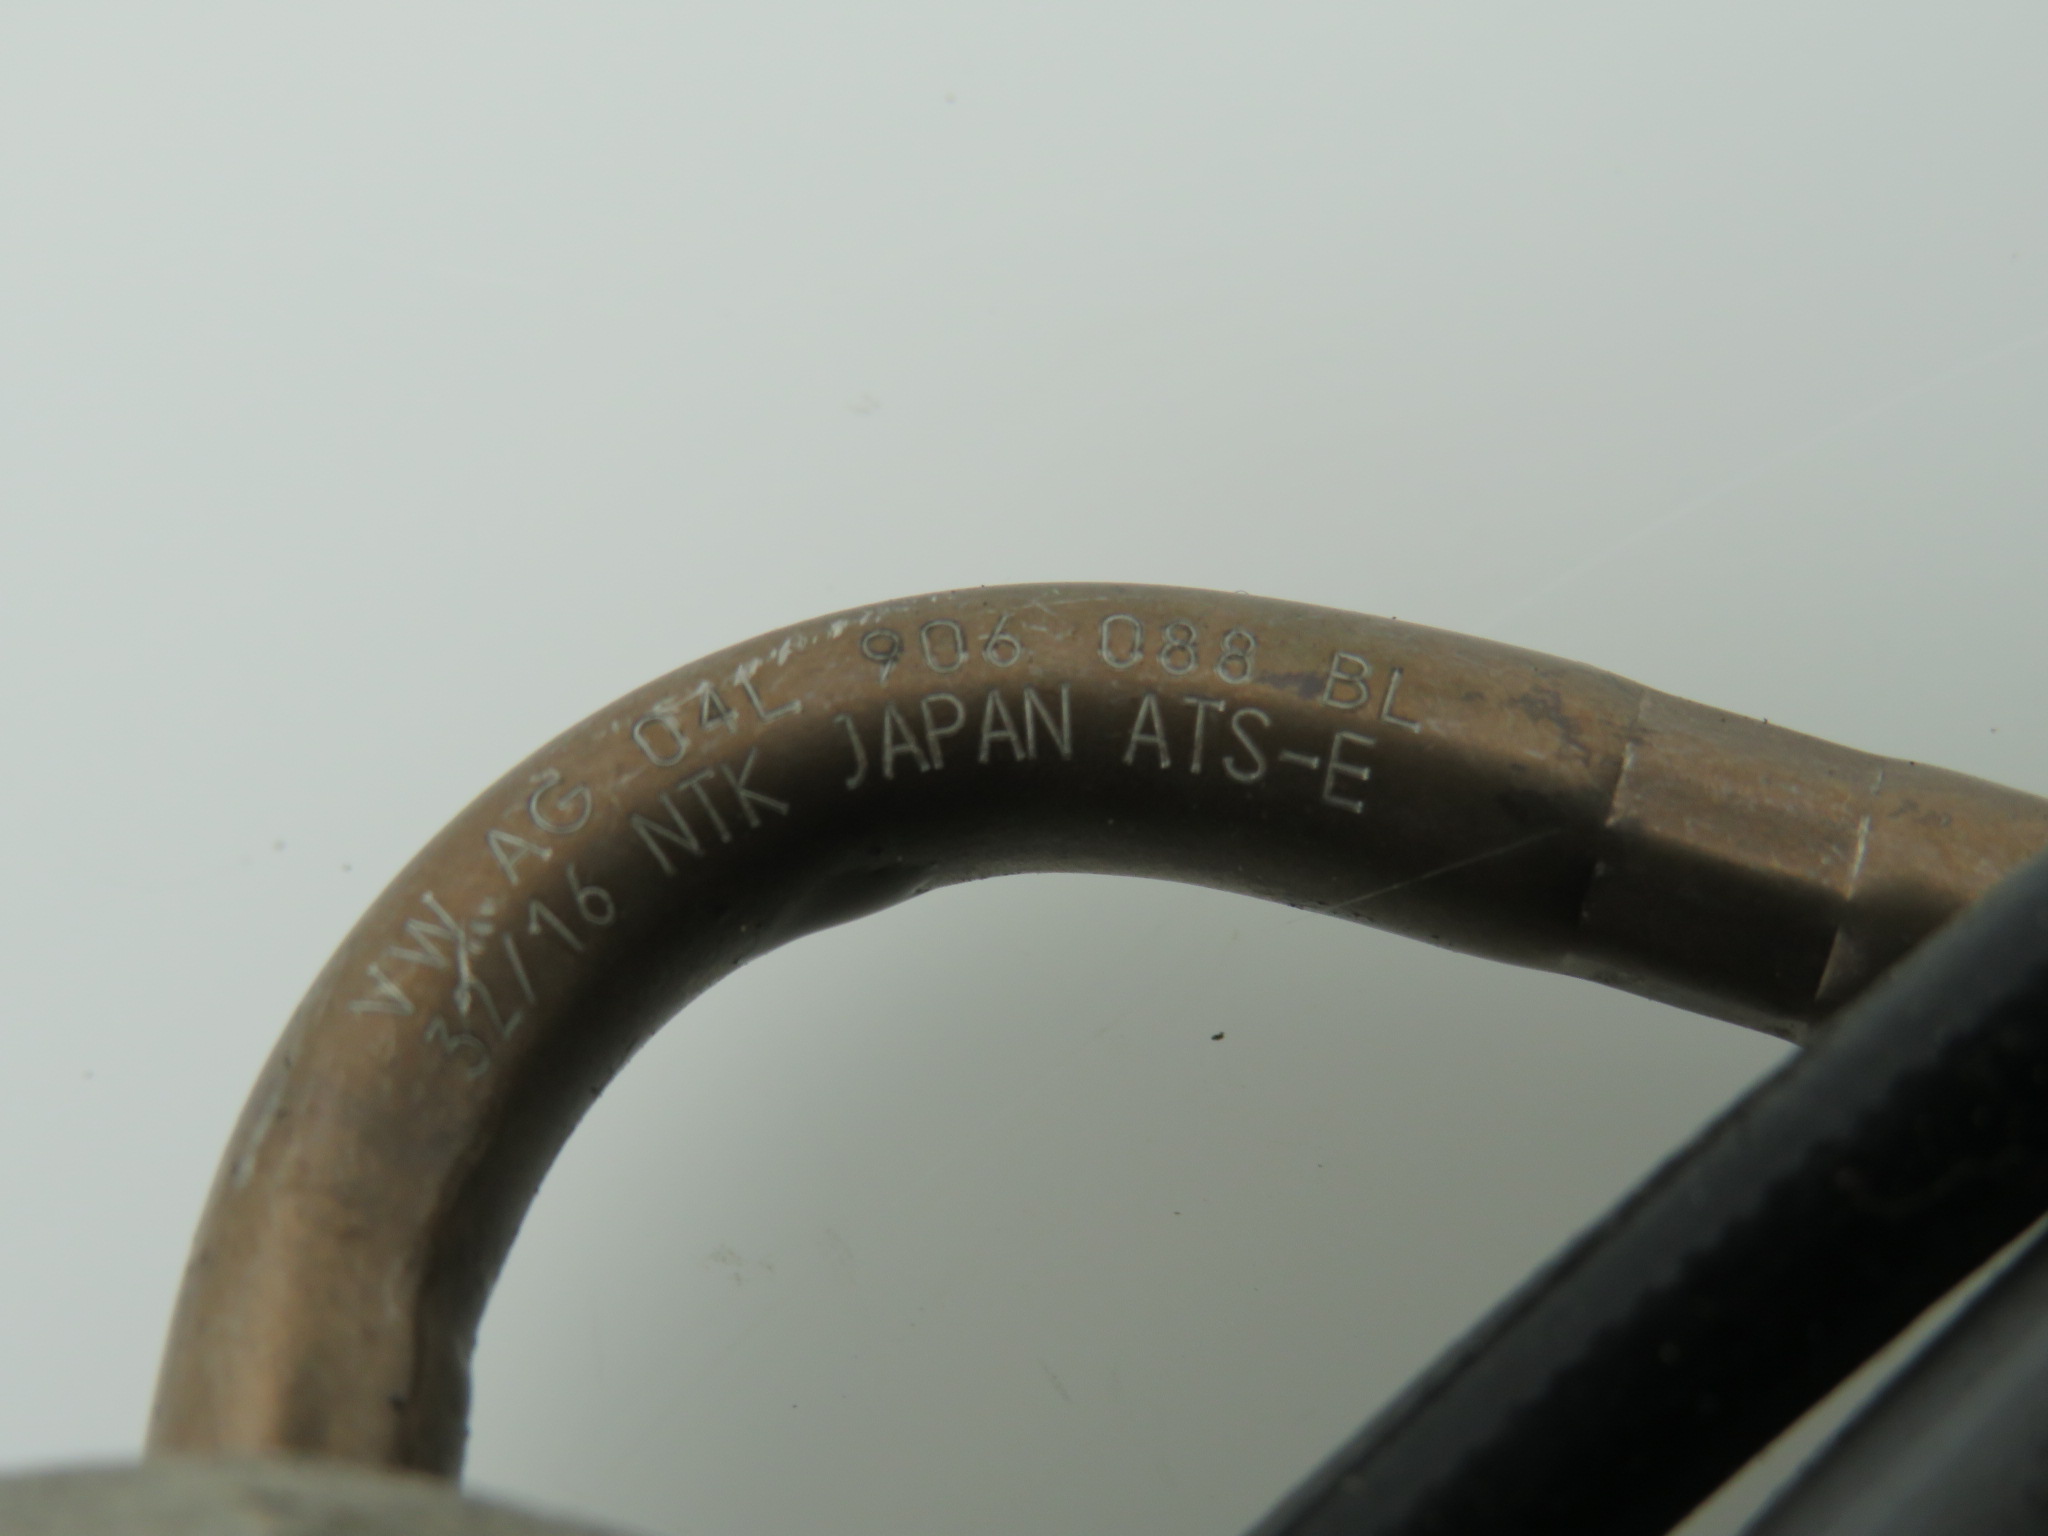 VW.AG 04L 906 088 BL
32/16 NTK JAPAN ATS-E